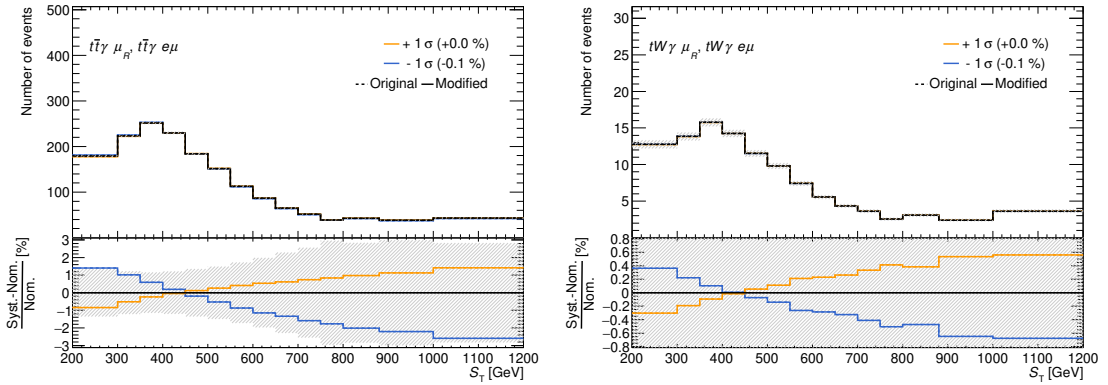 500
400
300
200
100
Number of events
tt̄γ μR, tt̄γ eμ
+ 1 σ (+0.0 %)
- 1 σ (-0.1 %)
Original Modified
3
2
1
0
−1
−2
−3
Syst.-Nom. [%]
Nom.
200 300 400 500 600 700 800 900 1000 1100 1200
ST [GeV]
30
25
20
15
10
5
Number of events
tWγ μR, tWγ eμ
+ 1 σ (+0.0 %)
- 1 σ (-0.1 %)
Original Modified
0.8
0.6
0.4
0.2
0
−0.2
−0.4
−0.6
−0.8
Syst.-Nom. [%]
Nom.
200 300 400 500 600 700 800 900 1000 1100 1200
ST [GeV]